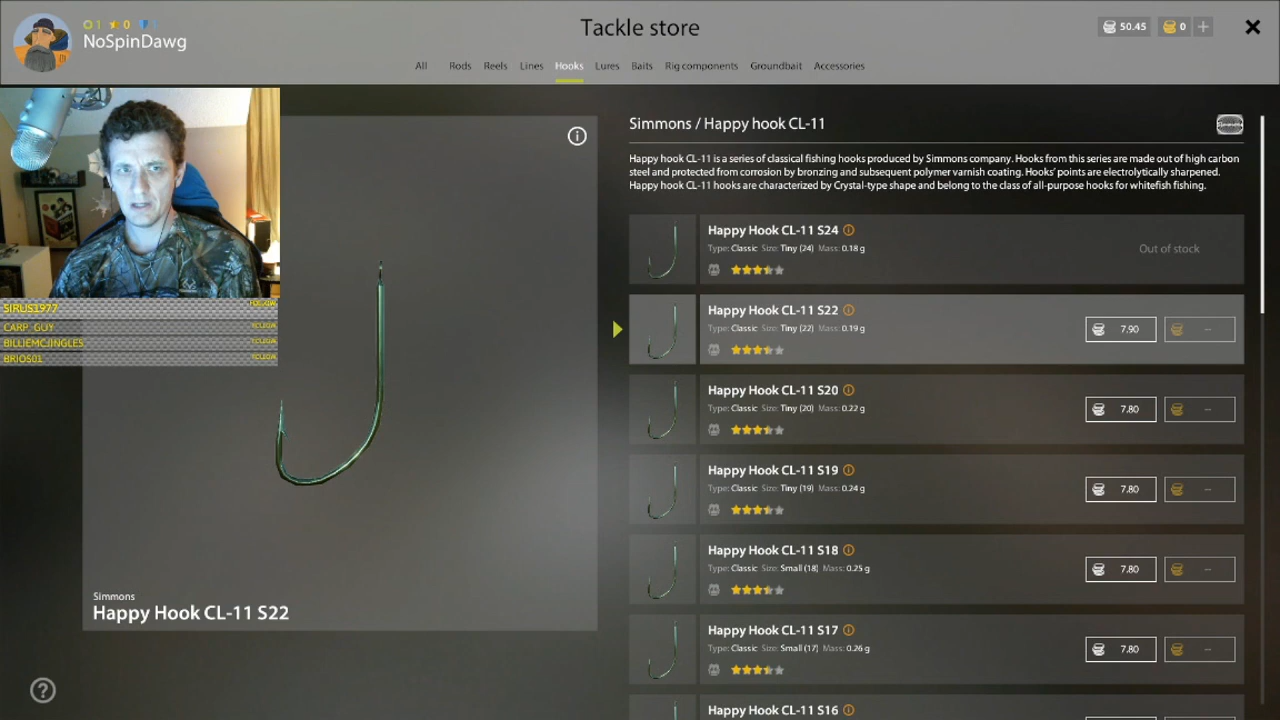 1 0
NoSpinDawg
Tackle store
50.45
0
All Rods Reels Lines Hooks Lures Baits Rig components Groundbait Accessories
SIRUS1977 FOLLOW
CARP_GUY FOLLOW
BILLIEMCJINGLES FOLLOW
BRIOS01 FOLLOW
Simmons
Happy Hook CL-11 S22
Simmons / Happy hook CL-11
Simmons
Happy hook CL-11 is a series of classical fishing hooks produced by Simmons company. Hooks from this series are made out of high carbon
steel and protected from corrosion by bronzing and subsequent polymer varnish coating. Hooks' points are electrolytically sharpened.
Happy hook CL-11 hooks are characterized by Crystal-type shape and belong to the class of all-purpose hooks for whitefish fishing.
Happy Hook CL-11 S24
Type: Classic Size: Tiny (24) Mass: 0.18 g
Out of stock
Happy Hook CL-11 S22
Type: Classic Size: Tiny (22) Mass: 0.19 g
7.90 --
Happy Hook CL-11 S20
Type: Classic Size: Tiny (20) Mass: 0.22 g
7.80 --
Happy Hook CL-11 S19
Type: Classic Size: Tiny (19) Mass: 0.24 g
7.80 --
Happy Hook CL-11 S18
Type: Classic Size: Small (18) Mass: 0.25 g
7.80 --
Happy Hook CL-11 S17
Type: Classic Size: Small (17) Mass: 0.26 g
7.80 --
Happy Hook CL-11 S16